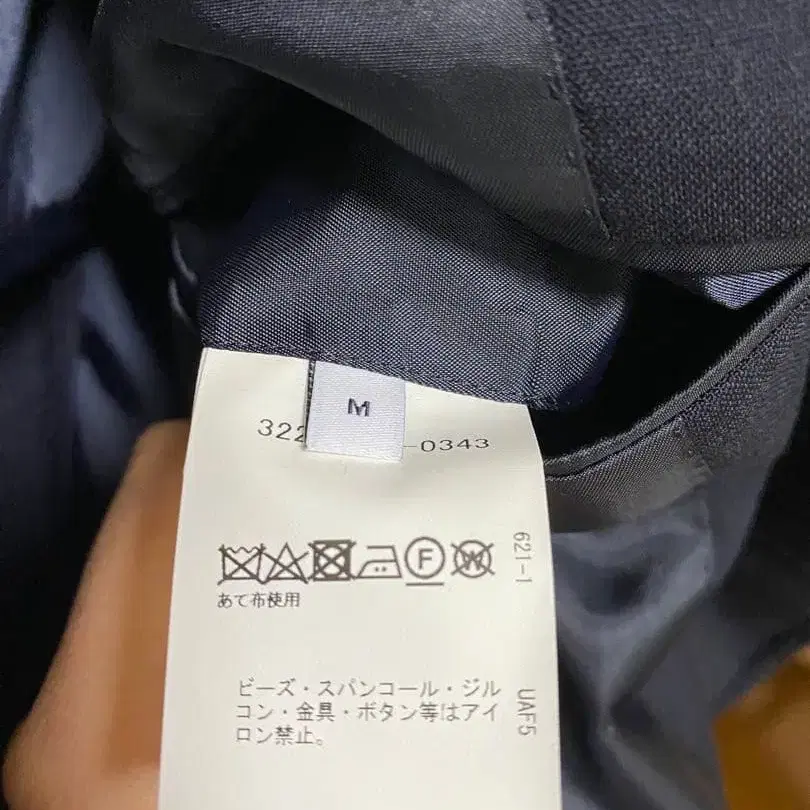 M
322
-0343
621-1
F
W
あて布使用
ビーズ・スパンコール・ジル
コン・金具・ボタン等はアイ
ロン禁止。
UAF5